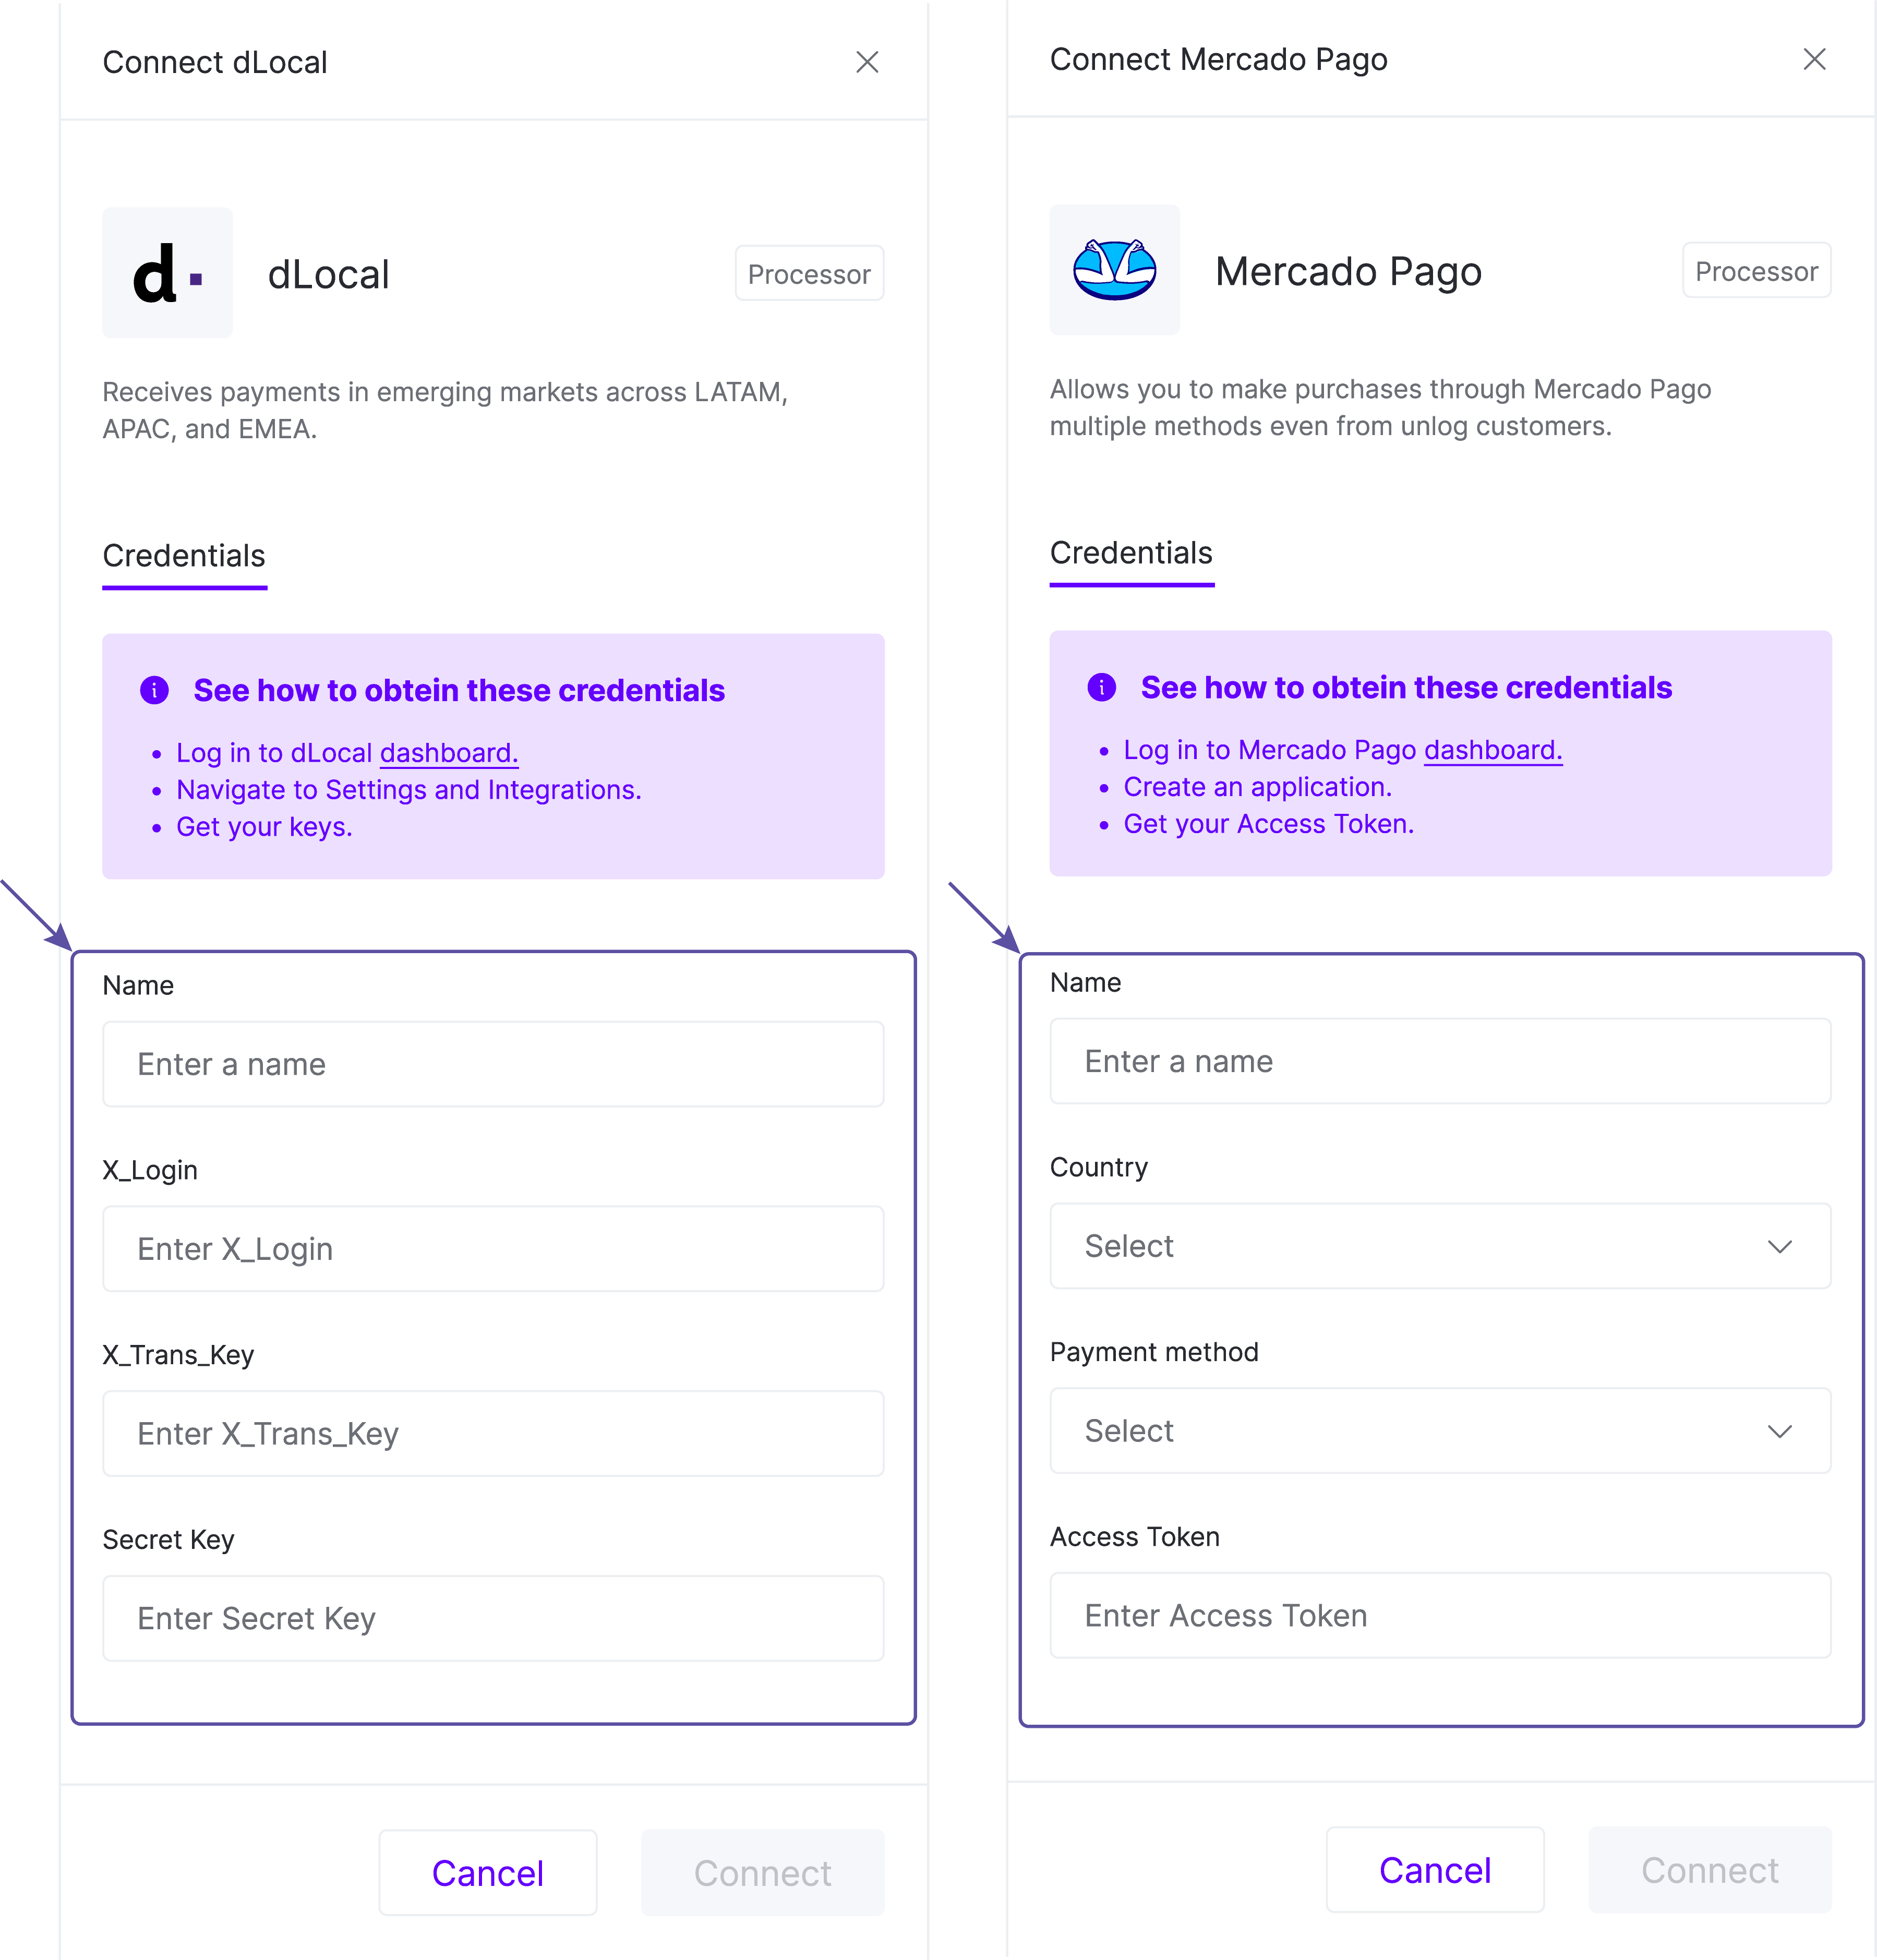 Connect dLocal
d.
dLocal
Processor
Receives payments in emerging markets across LATAM,
APAC, and EMEA.
Credentials
See how to obtein these credentials
• Log in to dLocal dashboard.
• Navigate to Settings and Integrations.
• Get your keys.
Name
Enter a name
X_Login
Enter X_Login
X_Trans_Key
Enter X_Trans_Key
Secret Key
Enter Secret Key
Cancel
Connect
Connect Mercado Pago
Mercado Pago
Processor
Allows you to make purchases through Mercado Pago
multiple methods even from unlog customers.
Credentials
See how to obtein these credentials
• Log in to Mercado Pago dashboard.
• Create an application.
• Get your Access Token.
Name
Enter a name
Country
Select
Payment method
Select
Access Token
Enter Access Token
Cancel
Connect